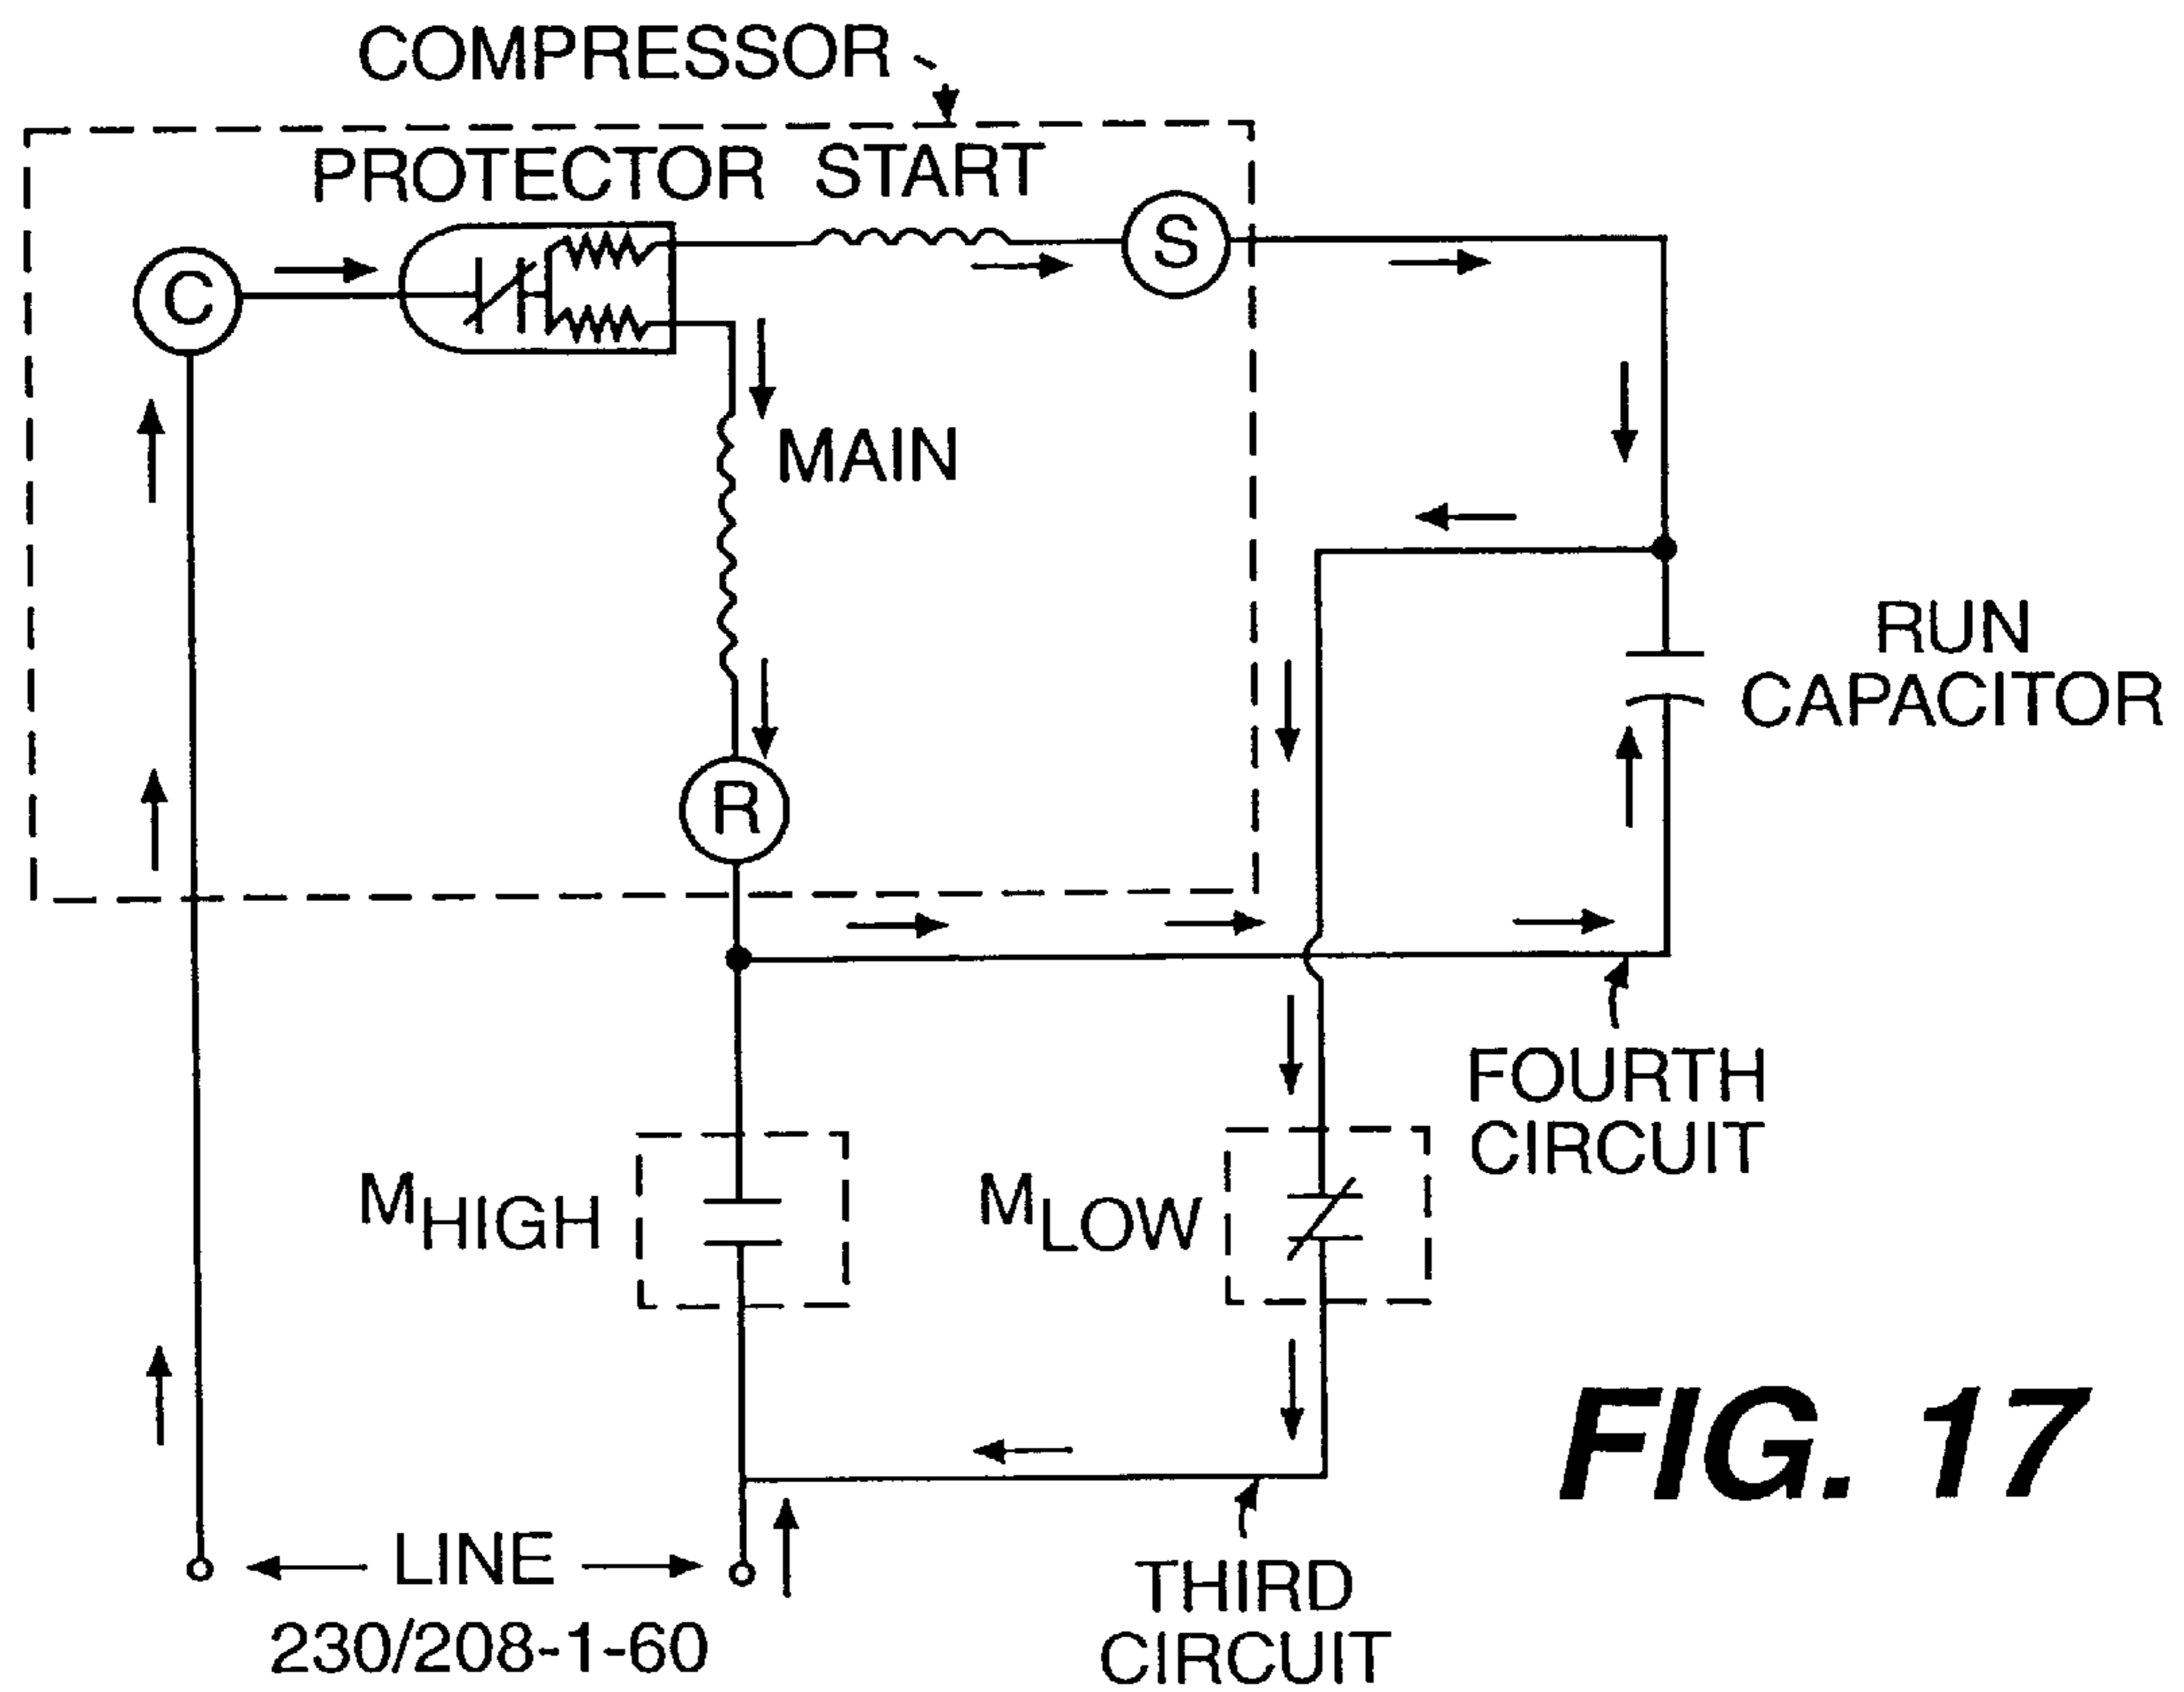 COMPRESSOR
PROTECTOR START
S
C
MAIN
RUN
CAPACITOR
R
FOURTH
CIRCUIT
MHIGH
MLOW
FIG. 17
LINE
230/208-1-60
THIRD
CIRCUIT